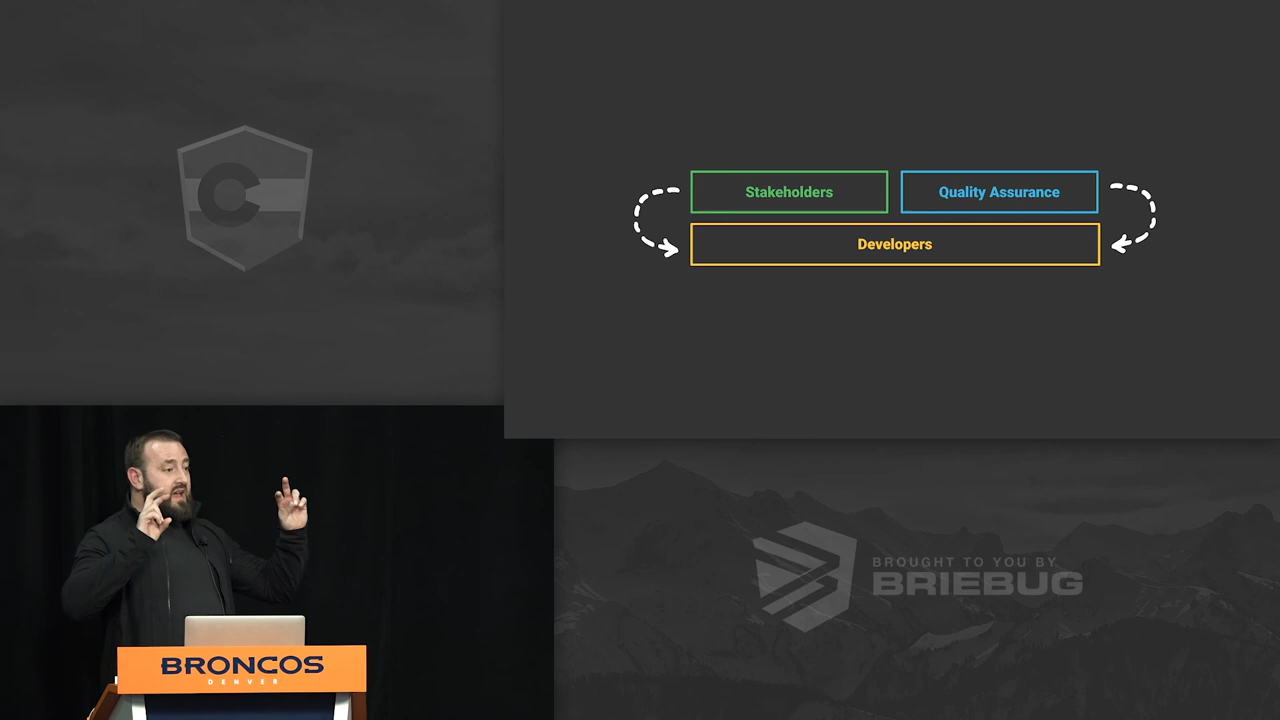 Stakeholders
Quality Assurance
Developers
BROUGHT TO YOU BY
BRIEBUG
BRONCOS
DENVER